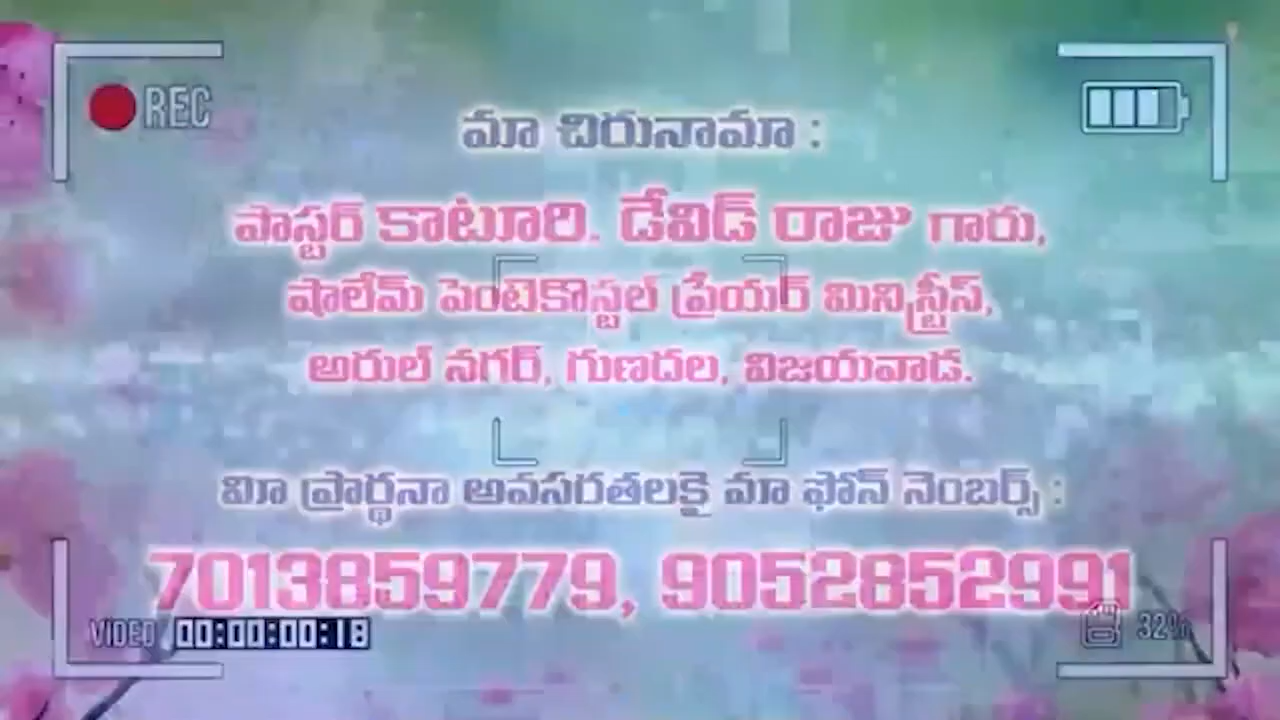 REC
మా చిరునామా :
పాస్టర్ కాటూరి. డేవిడ్ రాజు గారు,
షాలేమ్ పెంటెకొస్టల్ ప్రేయర్ మినిస్ట్రీస్,
అరుల్ నగర్, గుణదల, విజయవాడ.
మీ ప్రార్థనా అవసరతలకై మా ఫోన్ నెంబర్స్ :
7013859779, 9052852991
VIDEO 00:00:00:18
32%